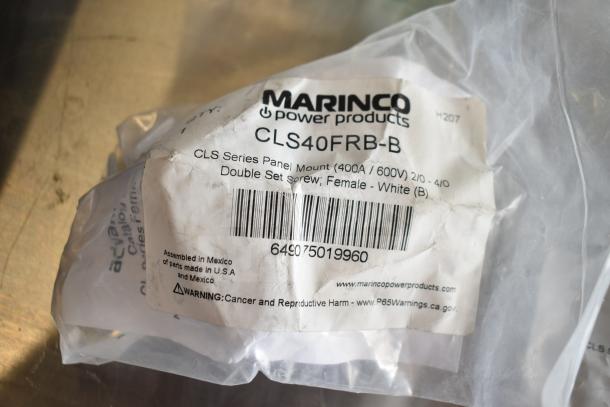 QTY:
MARINCO
power products
H207
CLS40FRB-B
CLS Series Panel Mount (400A / 600V) 2/0 - 4/0
Double Set Screw; Female - White (B)
649075019960
Assembled in Mexico
of parts made in U.S.A
and Mexico
www.marincopowerproducts.com
WARNING: Cancer and Reproductive Harm - www.P65Warnings.ca.gov